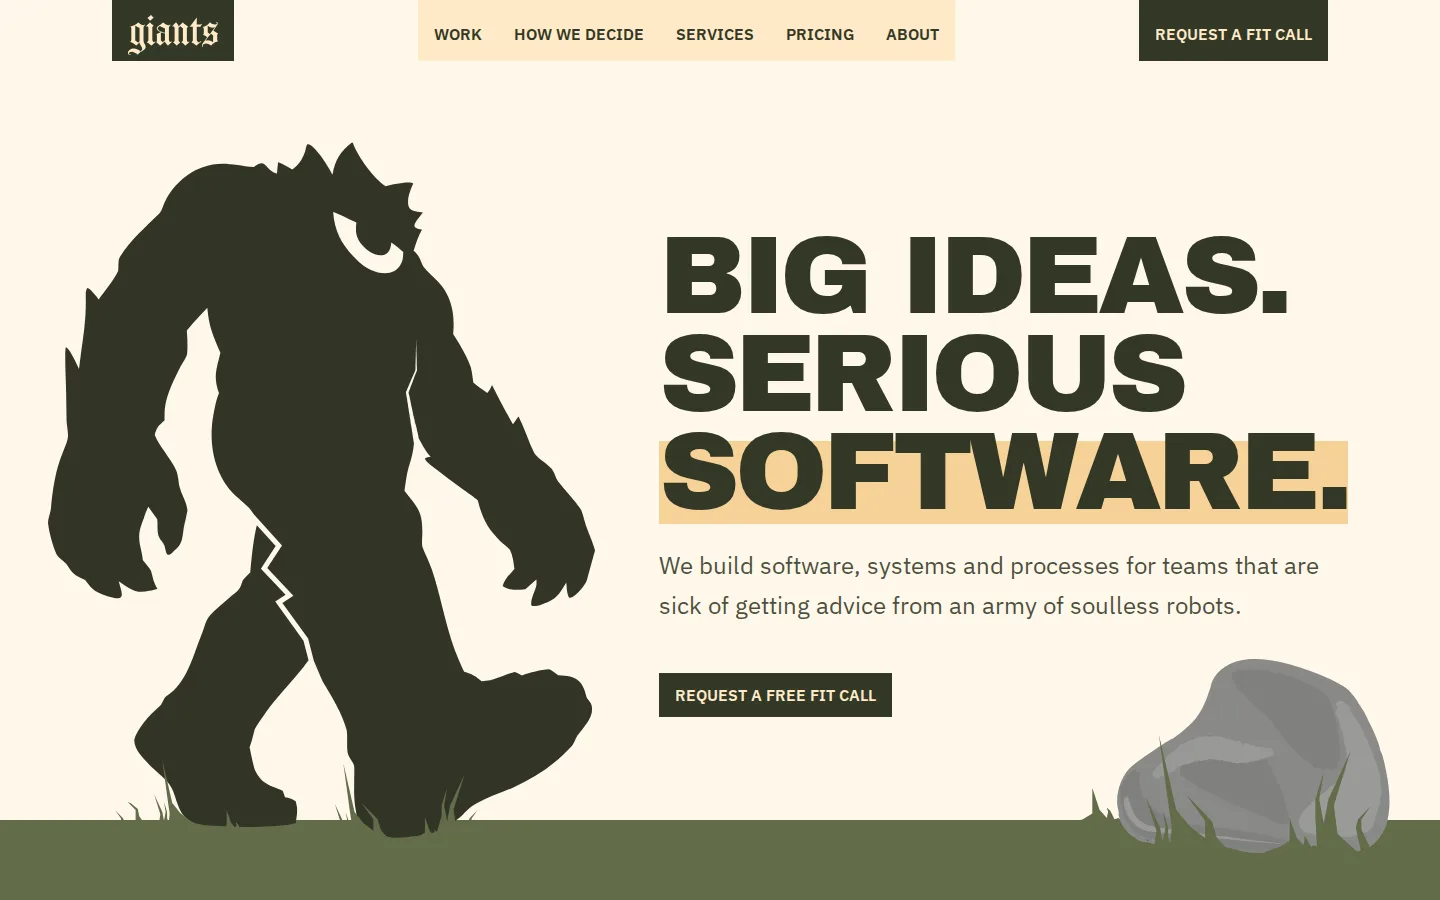 giants
WORK
HOW WE DECIDE
SERVICES
PRICING
ABOUT
REQUEST A FIT CALL
BIG IDEAS.
SERIOUS
SOFTWARE.
We build software, systems and processes for teams that are
sick of getting advice from an army of soulless robots.
REQUEST A FREE FIT CALL